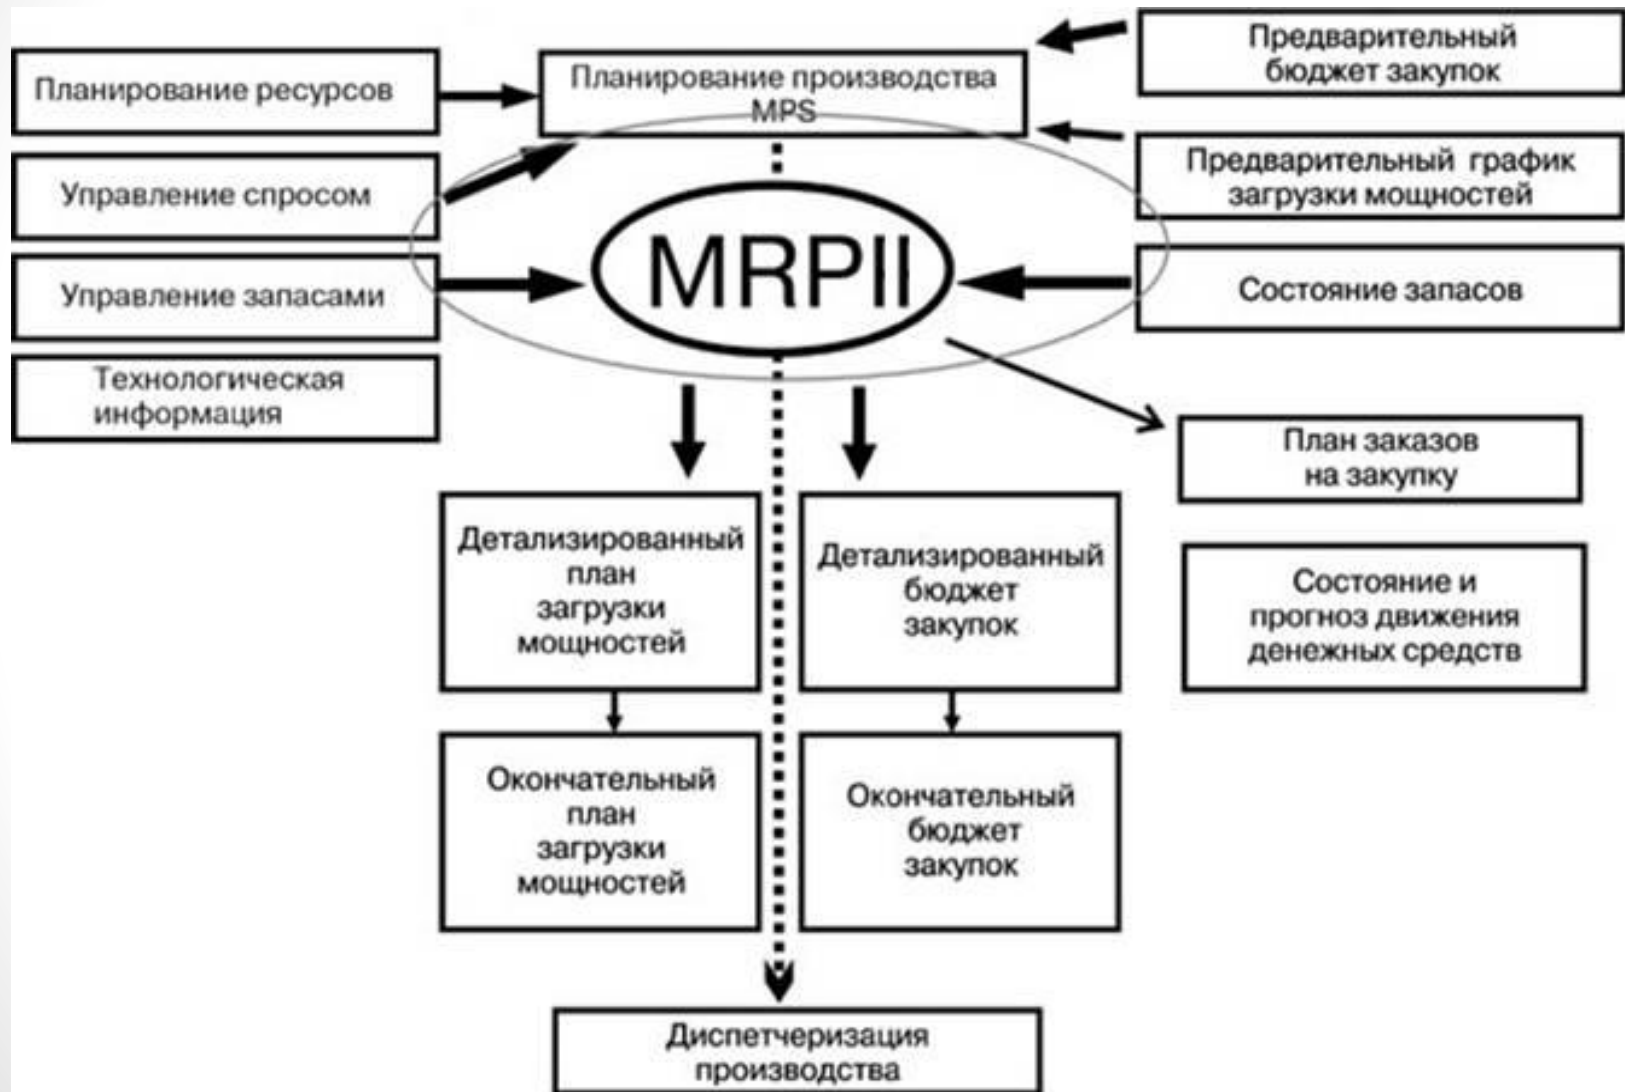 Планирование ресурсов
Управление спросом
Управление запасами
Технологическая
информация
Планирование производства
MPS
MRPII
Предварительный
бюджет закупок
Предварительный график
загрузки мощностей
Состояние запасов
План заказов
на закупку
Состояние и
прогноз движения
денежных средств
Детализированный
план
загрузки
мощностей
Детализированный
бюджет
закупок
Окончательный
план
загрузки
мощностей
Окончательный
бюджет
закупок
Диспетчеризация
производства